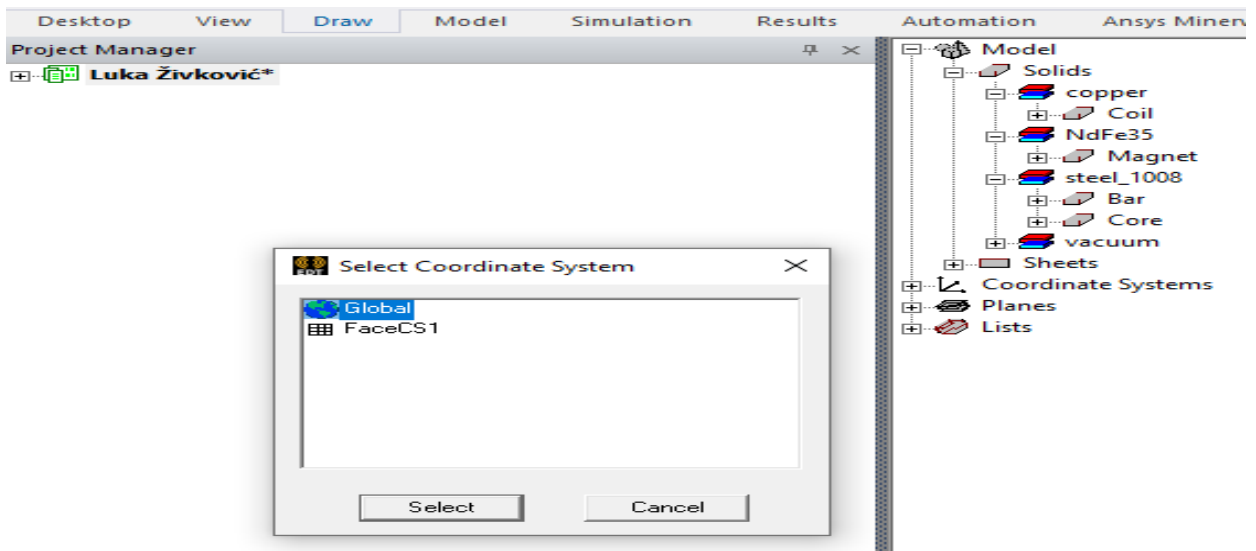 Desktop View Draw Model Simulation Results Automation Ansys Minerv
Project Manager
Luka Živković*
Select Coordinate System
Global
FaceCS1
Select Cancel
Model
Solids
copper
Coil
NdFe35
Magnet
steel_1008
Bar
Core
vacuum
Sheets
Coordinate Systems
Planes
Lists